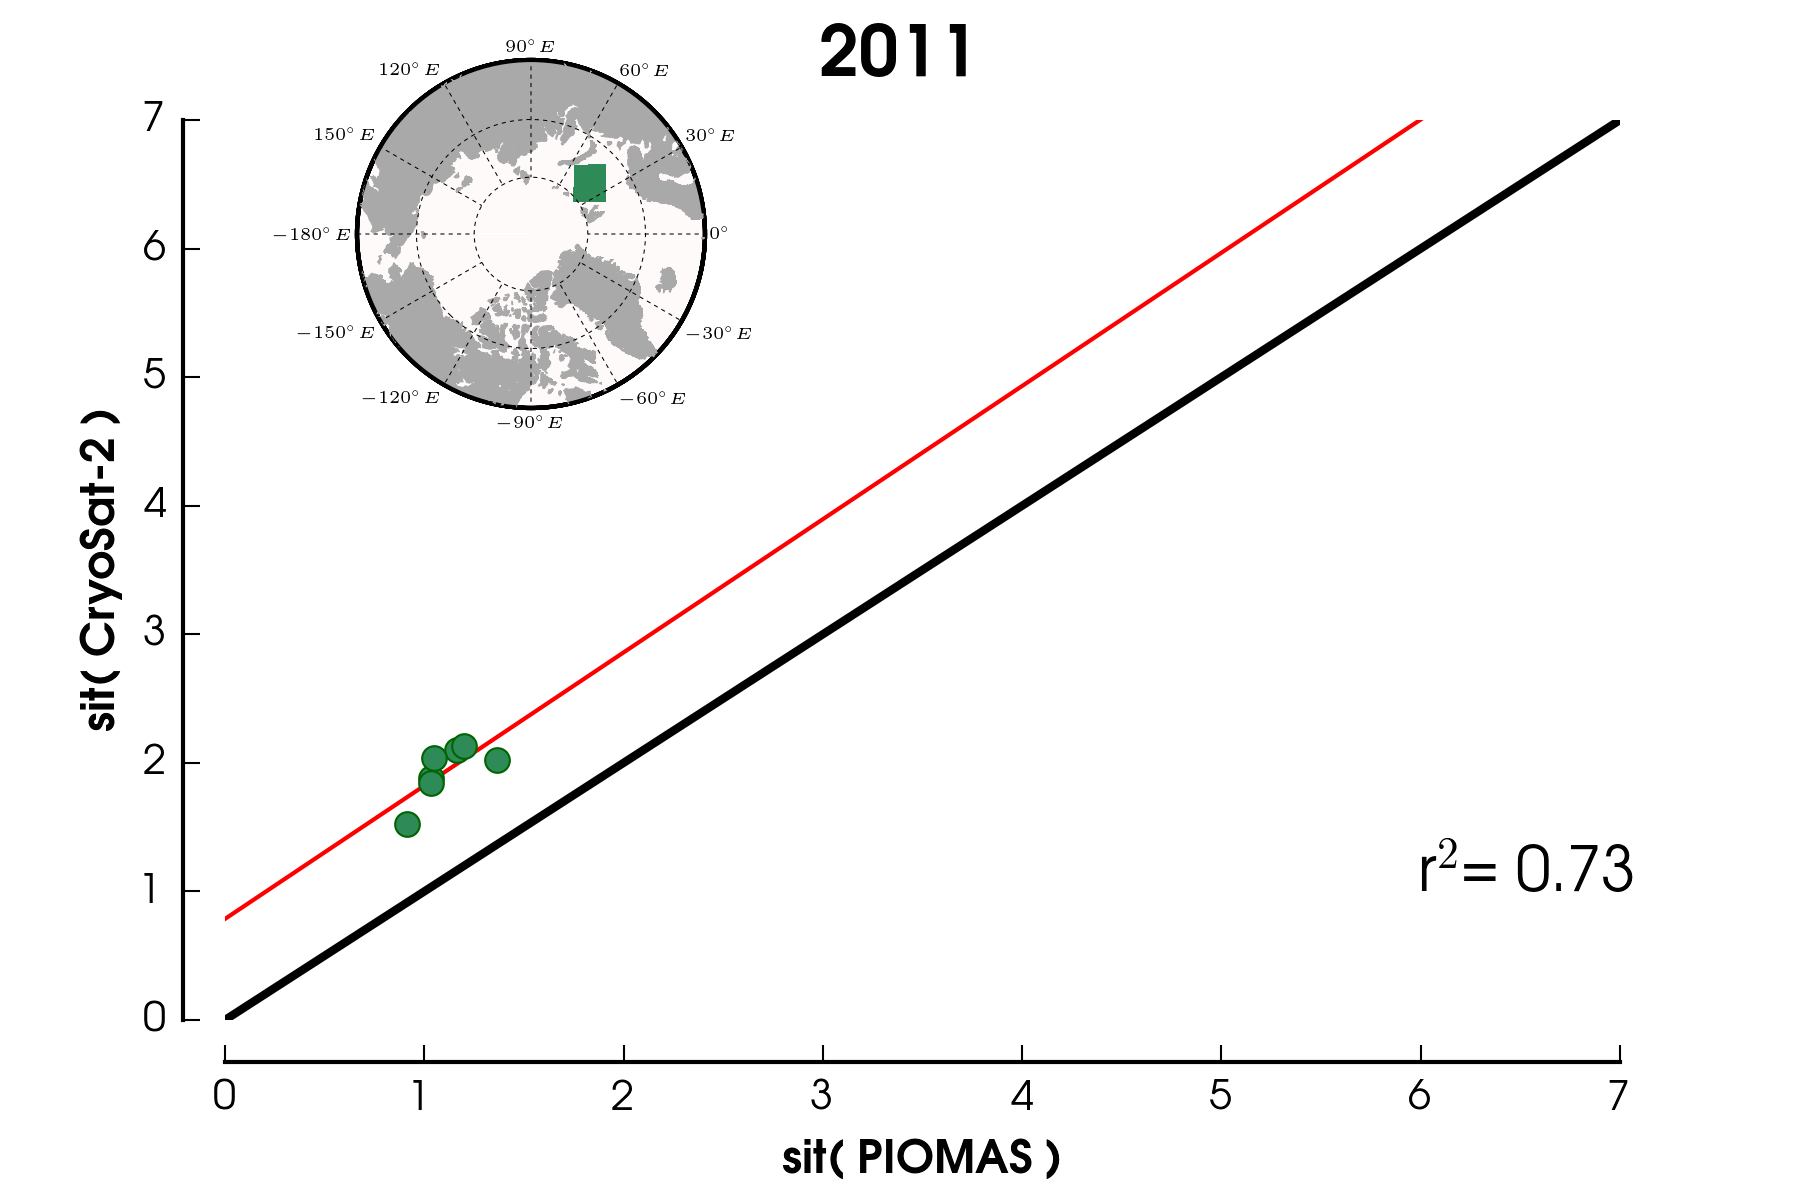 2011
90° E
120° E
60° E
150° E
30° E
−180° E
0°
−150° E
−30° E
−120° E
−60° E
−90° E
7
6
5
4
3
2
1
0
sit( CryoSat-2 )
r²= 0.73
0 1 2 3 4 5 6 7
sit( PIOMAS )